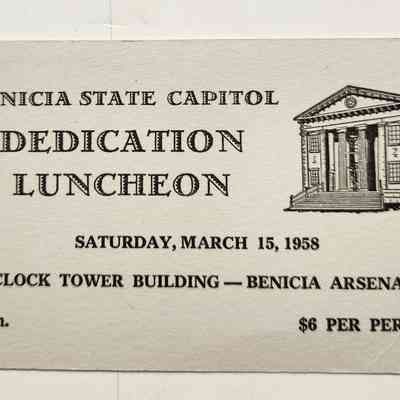 NICIA STATE CAPITOL
DEDICATION
LUNCHEON
SATURDAY, MARCH 15, 1958
CLOCK TOWER BUILDING — BENICIA ARSENA
n.
$6 PER PER